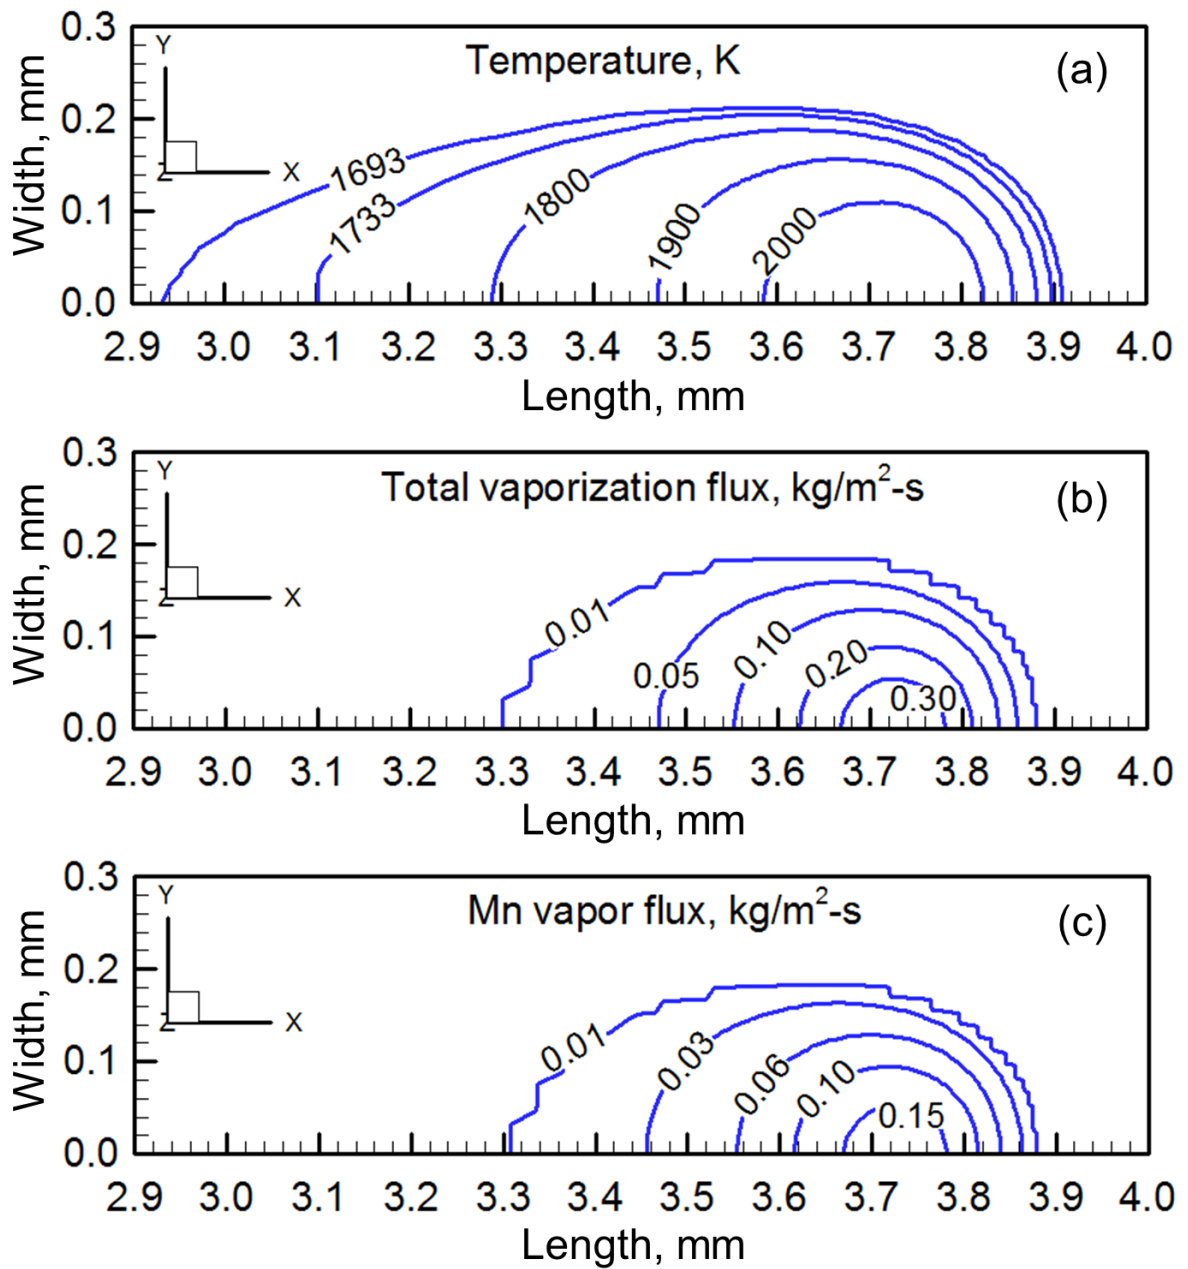 0.3
Y
Temperature, K
(a)
0.2
1693
Z
X
1800
1733
1900
2000
0.1
0.0
Width, mm
2.9 3.0 3.1 3.2 3.3 3.4 3.5 3.6 3.7 3.8 3.9 4.0
Length, mm
0.3
Y
Total vaporization flux, kg/m²-s
(b)
0.2
Z
X
0.01
0.1
0.05
0.10
0.20
0.30
0.0
Width, mm
2.9 3.0 3.1 3.2 3.3 3.4 3.5 3.6 3.7 3.8 3.9 4.0
Length, mm
0.3
Y
Mn vapor flux, kg/m²-s
(c)
0.2
Z
X
0.01
0.03
0.1
0.06
0.10
0.15
0.0
Width, mm
2.9 3.0 3.1 3.2 3.3 3.4 3.5 3.6 3.7 3.8 3.9 4.0
Length, mm